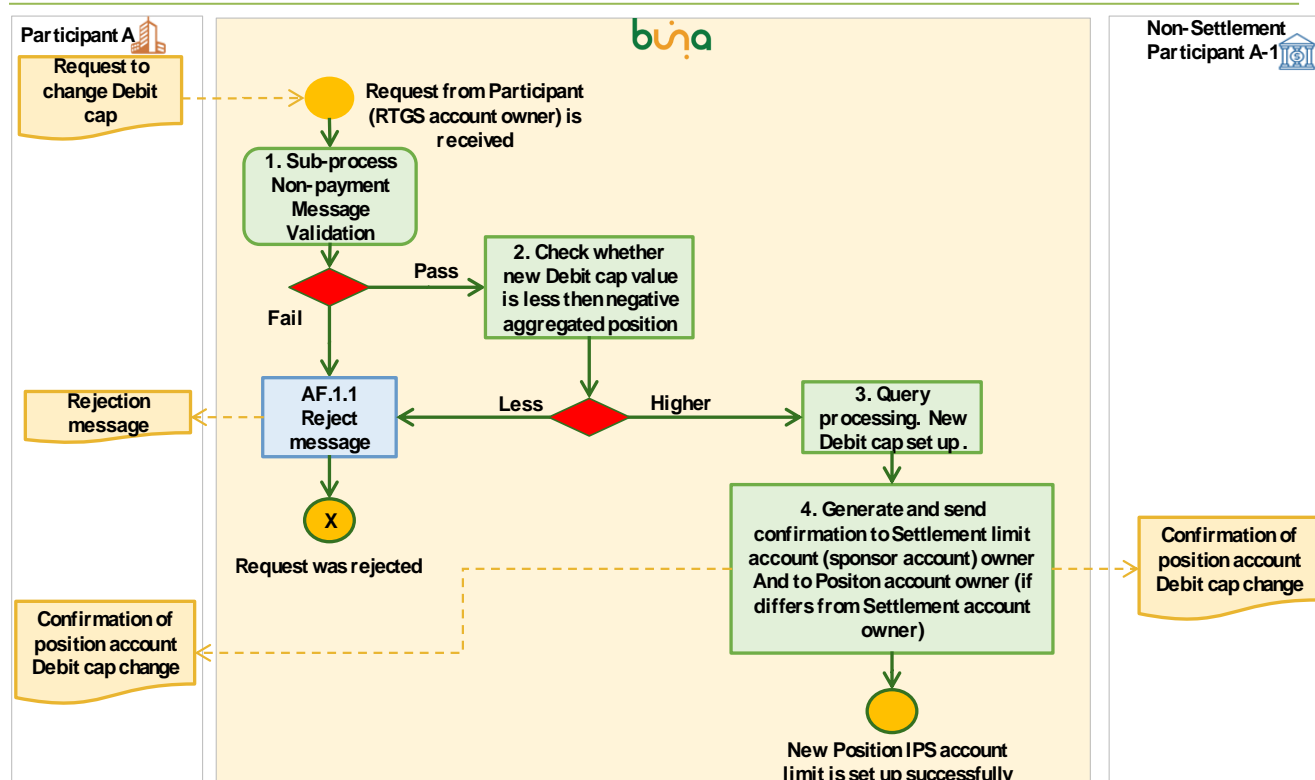 Participant A
buna
Non-Settlement
Participant A-1
Request to
change Debit
cap
Request from Participant
(RTGS account owner) is
received
1. Sub-process
Non-payment
Message
Validation
Pass
Fail
2. Check whether
new Debit cap value
is less then negative
aggregated position
Rejection
message
AF.1.1
Reject
message
Less
Higher
3. Query
processing. New
Debit cap set up.
X
Request was rejected
4. Generate and send
confirmation to Settlement limit
account (sponsor account) owner
And to Positon account owner (if
differs from Settlement account
owner)
Confirmation of
position account
Debit cap change
Confirmation of
position account
Debit cap change
New Position IPS account
limit is set up successfully